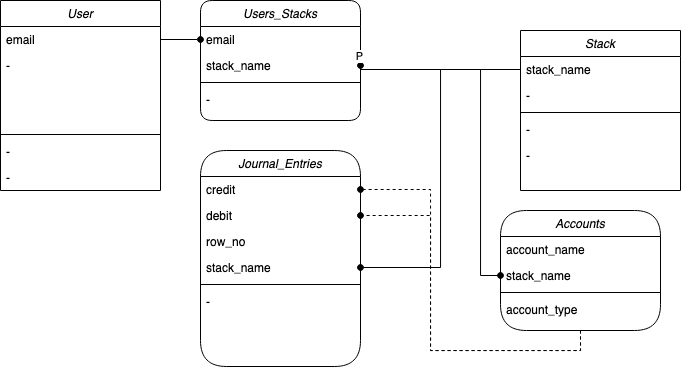 User
email
-
-
-
Users_Stacks
email
stack_name
-
P
Stack
stack_name
-
-
-
Journal_Entries
credit
debit
row_no
stack_name
-
Accounts
account_name
stack_name
account_type